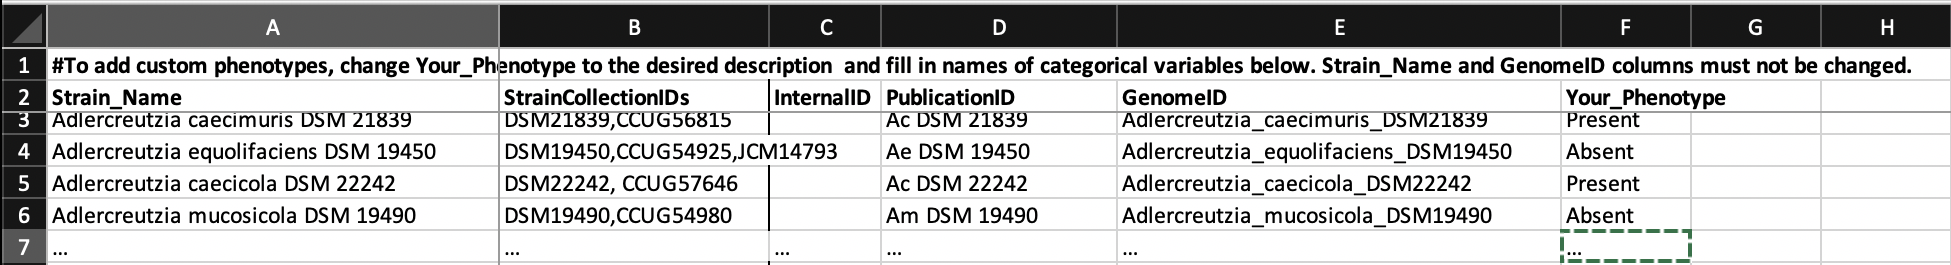 A B C D E F G H
1 #To add custom phenotypes, change Your_Phenotype to the desired description  and fill in names of categorical variables below. Strain_Name and GenomeID columns must not be changed.
2 Strain_Name StrainCollectionIDs InternalID PublicationID GenomeID Your_Phenotype
3 Adlercreutzia caecimuris DSM 21839 DSM21839,CCUG56815 Ac DSM 21839 Adlercreutzia_caecimuris_DSM21839 Present
4 Adlercreutzia equolifaciens DSM 19450 DSM19450,CCUG54925,JCM14793 Ae DSM 19450 Adlercreutzia_equolifaciens_DSM19450 Absent
5 Adlercreutzia caecicola DSM 22242 DSM22242, CCUG57646 Ac DSM 22242 Adlercreutzia_caecicola_DSM22242 Present
6 Adlercreutzia mucosicola DSM 19490 DSM19490,CCUG54980 Am DSM 19490 Adlercreutzia_mucosicola_DSM19490 Absent
7 ... ... ... ... ... ...